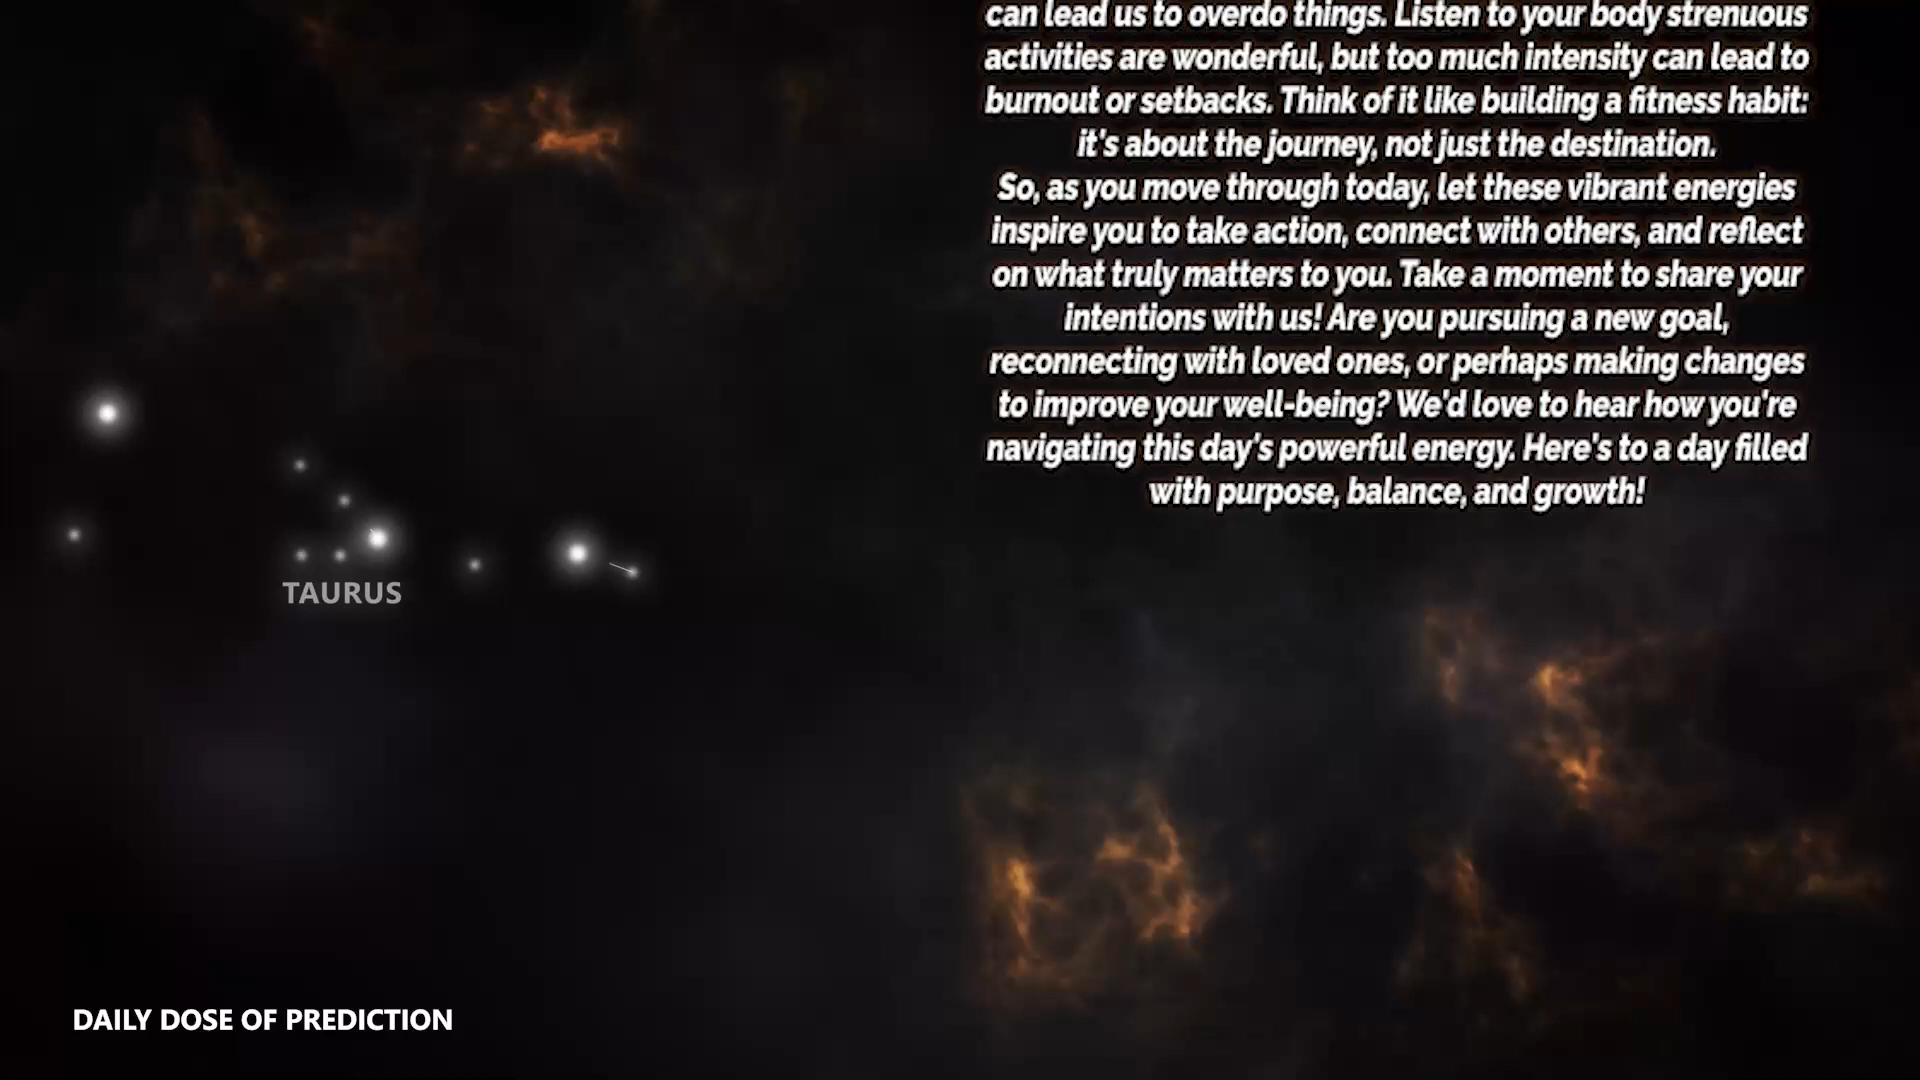 can lead us to overdo things. Listen to your body strenuous
activities are wonderful, but too much intensity can lead to
burnout or setbacks. Think of it like building a fitness habit:
it's about the journey, not just the destination.
So, as you move through today, let these vibrant energies
inspire you to take action, connect with others, and reflect
on what truly matters to you. Take a moment to share your
intentions with us! Are you pursuing a new goal,
reconnecting with loved ones, or perhaps making changes
to improve your well-being? We'd love to hear how you're
navigating this day's powerful energy. Here's to a day filled
with purpose, balance, and growth!
TAURUS
DAILY DOSE OF PREDICTION